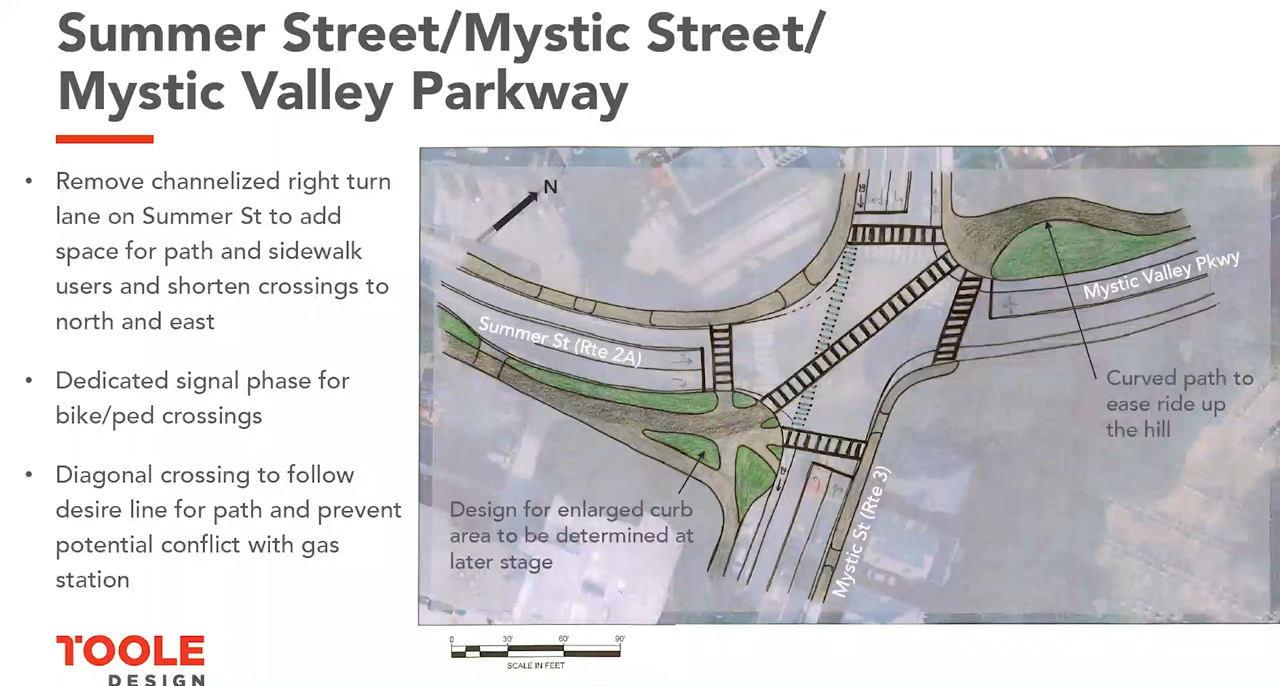 Summer Street/Mystic Street/
Mystic Valley Parkway
• Remove channelized right turn
lane on Summer St to add
space for path and sidewalk
users and shorten crossings to
north and east
• Dedicated signal phase for
bike/ped crossings
• Diagonal crossing to follow
desire line for path and prevent
potential conflict with gas
station
N
Mystic Valley Pkwy
Summer St (Rte 2A)
Curved path to
ease ride up
the hill
Design for enlarged curb
area to be determined at
later stage
Mystic St (Rte 3)
0 30' 60' 90'
SCALE IN FEET
TOOLE
DESIGN